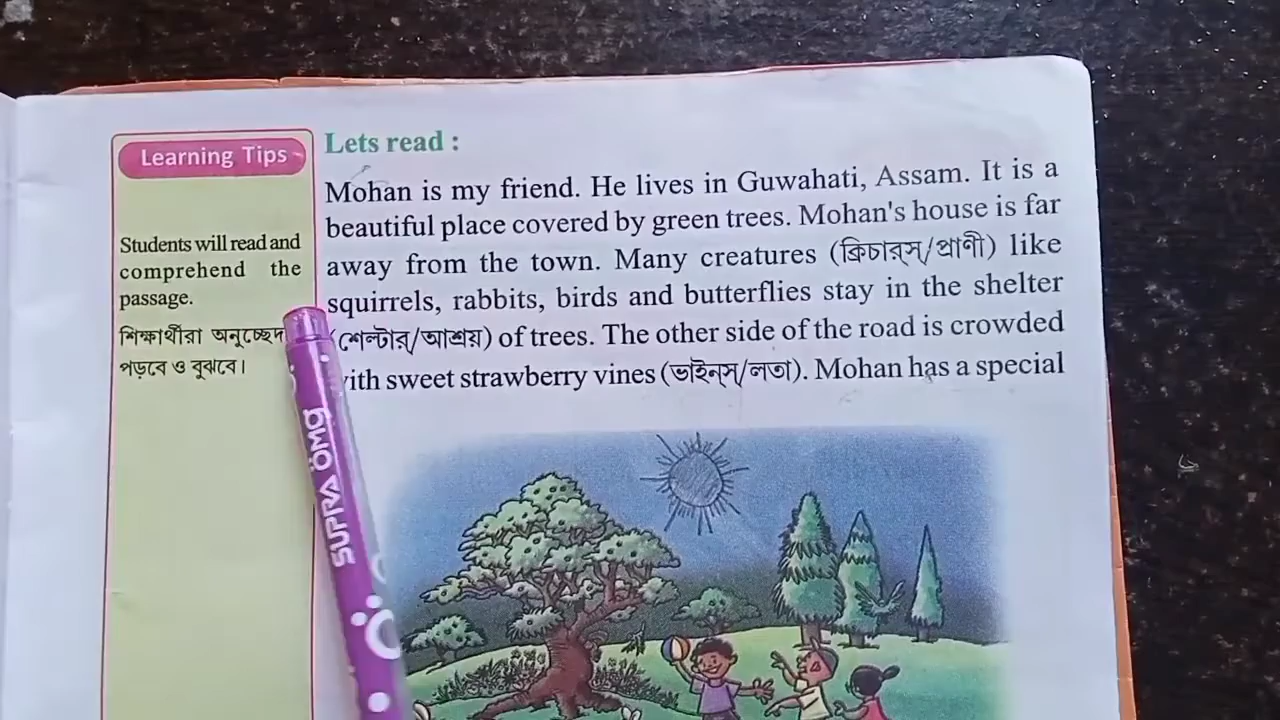 Learning Tips
Students will read and
comprehend the
passage.
শিক্ষার্থীরা অনুচ্ছেদ
পড়বে ও বুঝবে।
Lets read :
Mohan is my friend. He lives in Guwahati, Assam. It is a
beautiful place covered by green trees. Mohan's house is far
away from the town. Many creatures (ক্রিচার্স্/প্রাণী) like
squirrels, rabbits, birds and butterflies stay in the shelter
(শেল্টার্/আশ্রয়) of trees. The other side of the road is crowded
with sweet strawberry vines (ভাইন্স্/লতা). Mohan has a special
SUPRA OMG